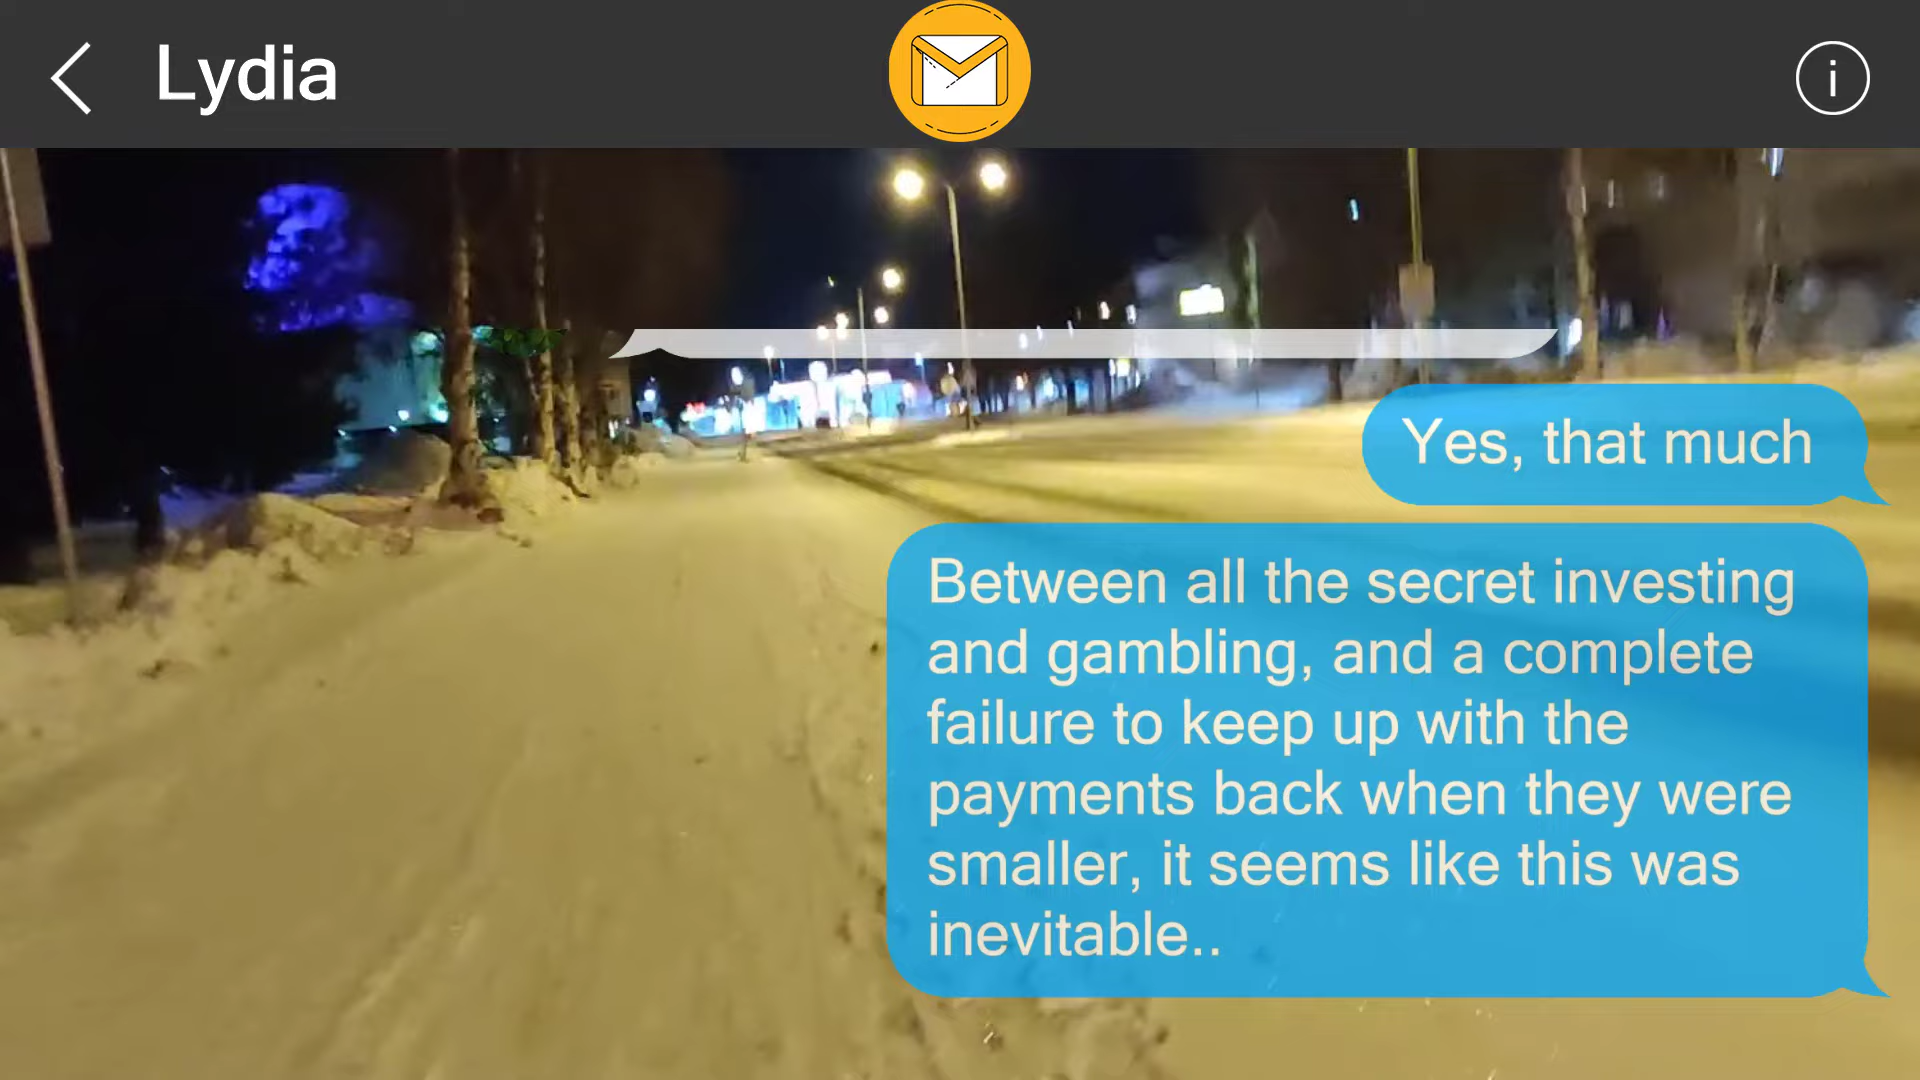 Lydia
i
Yes, that much
Between all the secret investing
and gambling, and a complete
failure to keep up with the
payments back when they were
smaller, it seems like this was
inevitable..